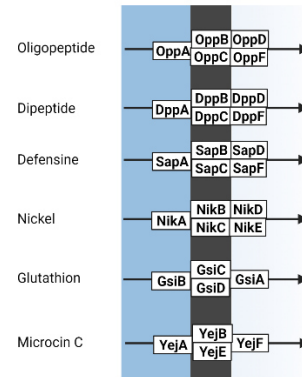 OppB OppD
Oligopeptide OppA
OppC OppF
DppB DppD
Dipeptide DppA
DppC DppF
SapB SapD
Defensine SapA
SapC SapF
NikB NikD
Nickel NikA
NikC NikE
GsiC
Glutathion GsiB GsiA
GsiD
YejB
Microcin C YejA YejF
YejE